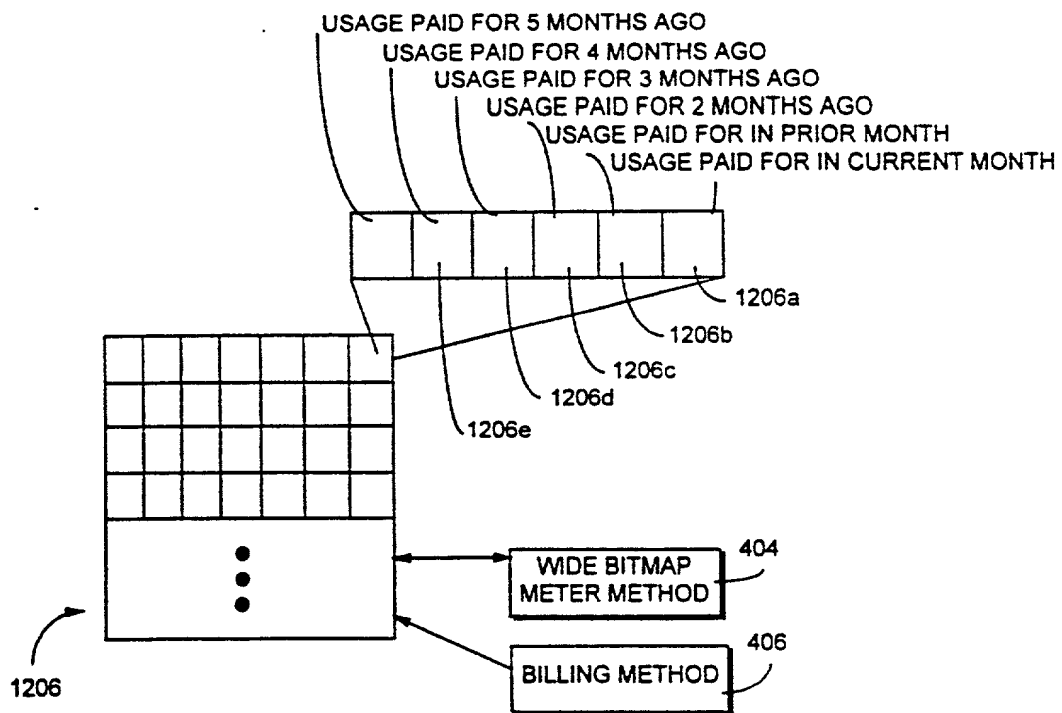 USAGE PAID FOR 5 MONTHS AGO
USAGE PAID FOR 4 MONTHS AGO
USAGE PAID FOR 3 MONTHS AGO
USAGE PAID FOR 2 MONTHS AGO
USAGE PAID FOR IN PRIOR MONTH
USAGE PAID FOR IN CURRENT MONTH
1206a
1206b
1206c
1206d
1206e
404
WIDE BITMAP
METER METHOD
406
BILLING METHOD
1206